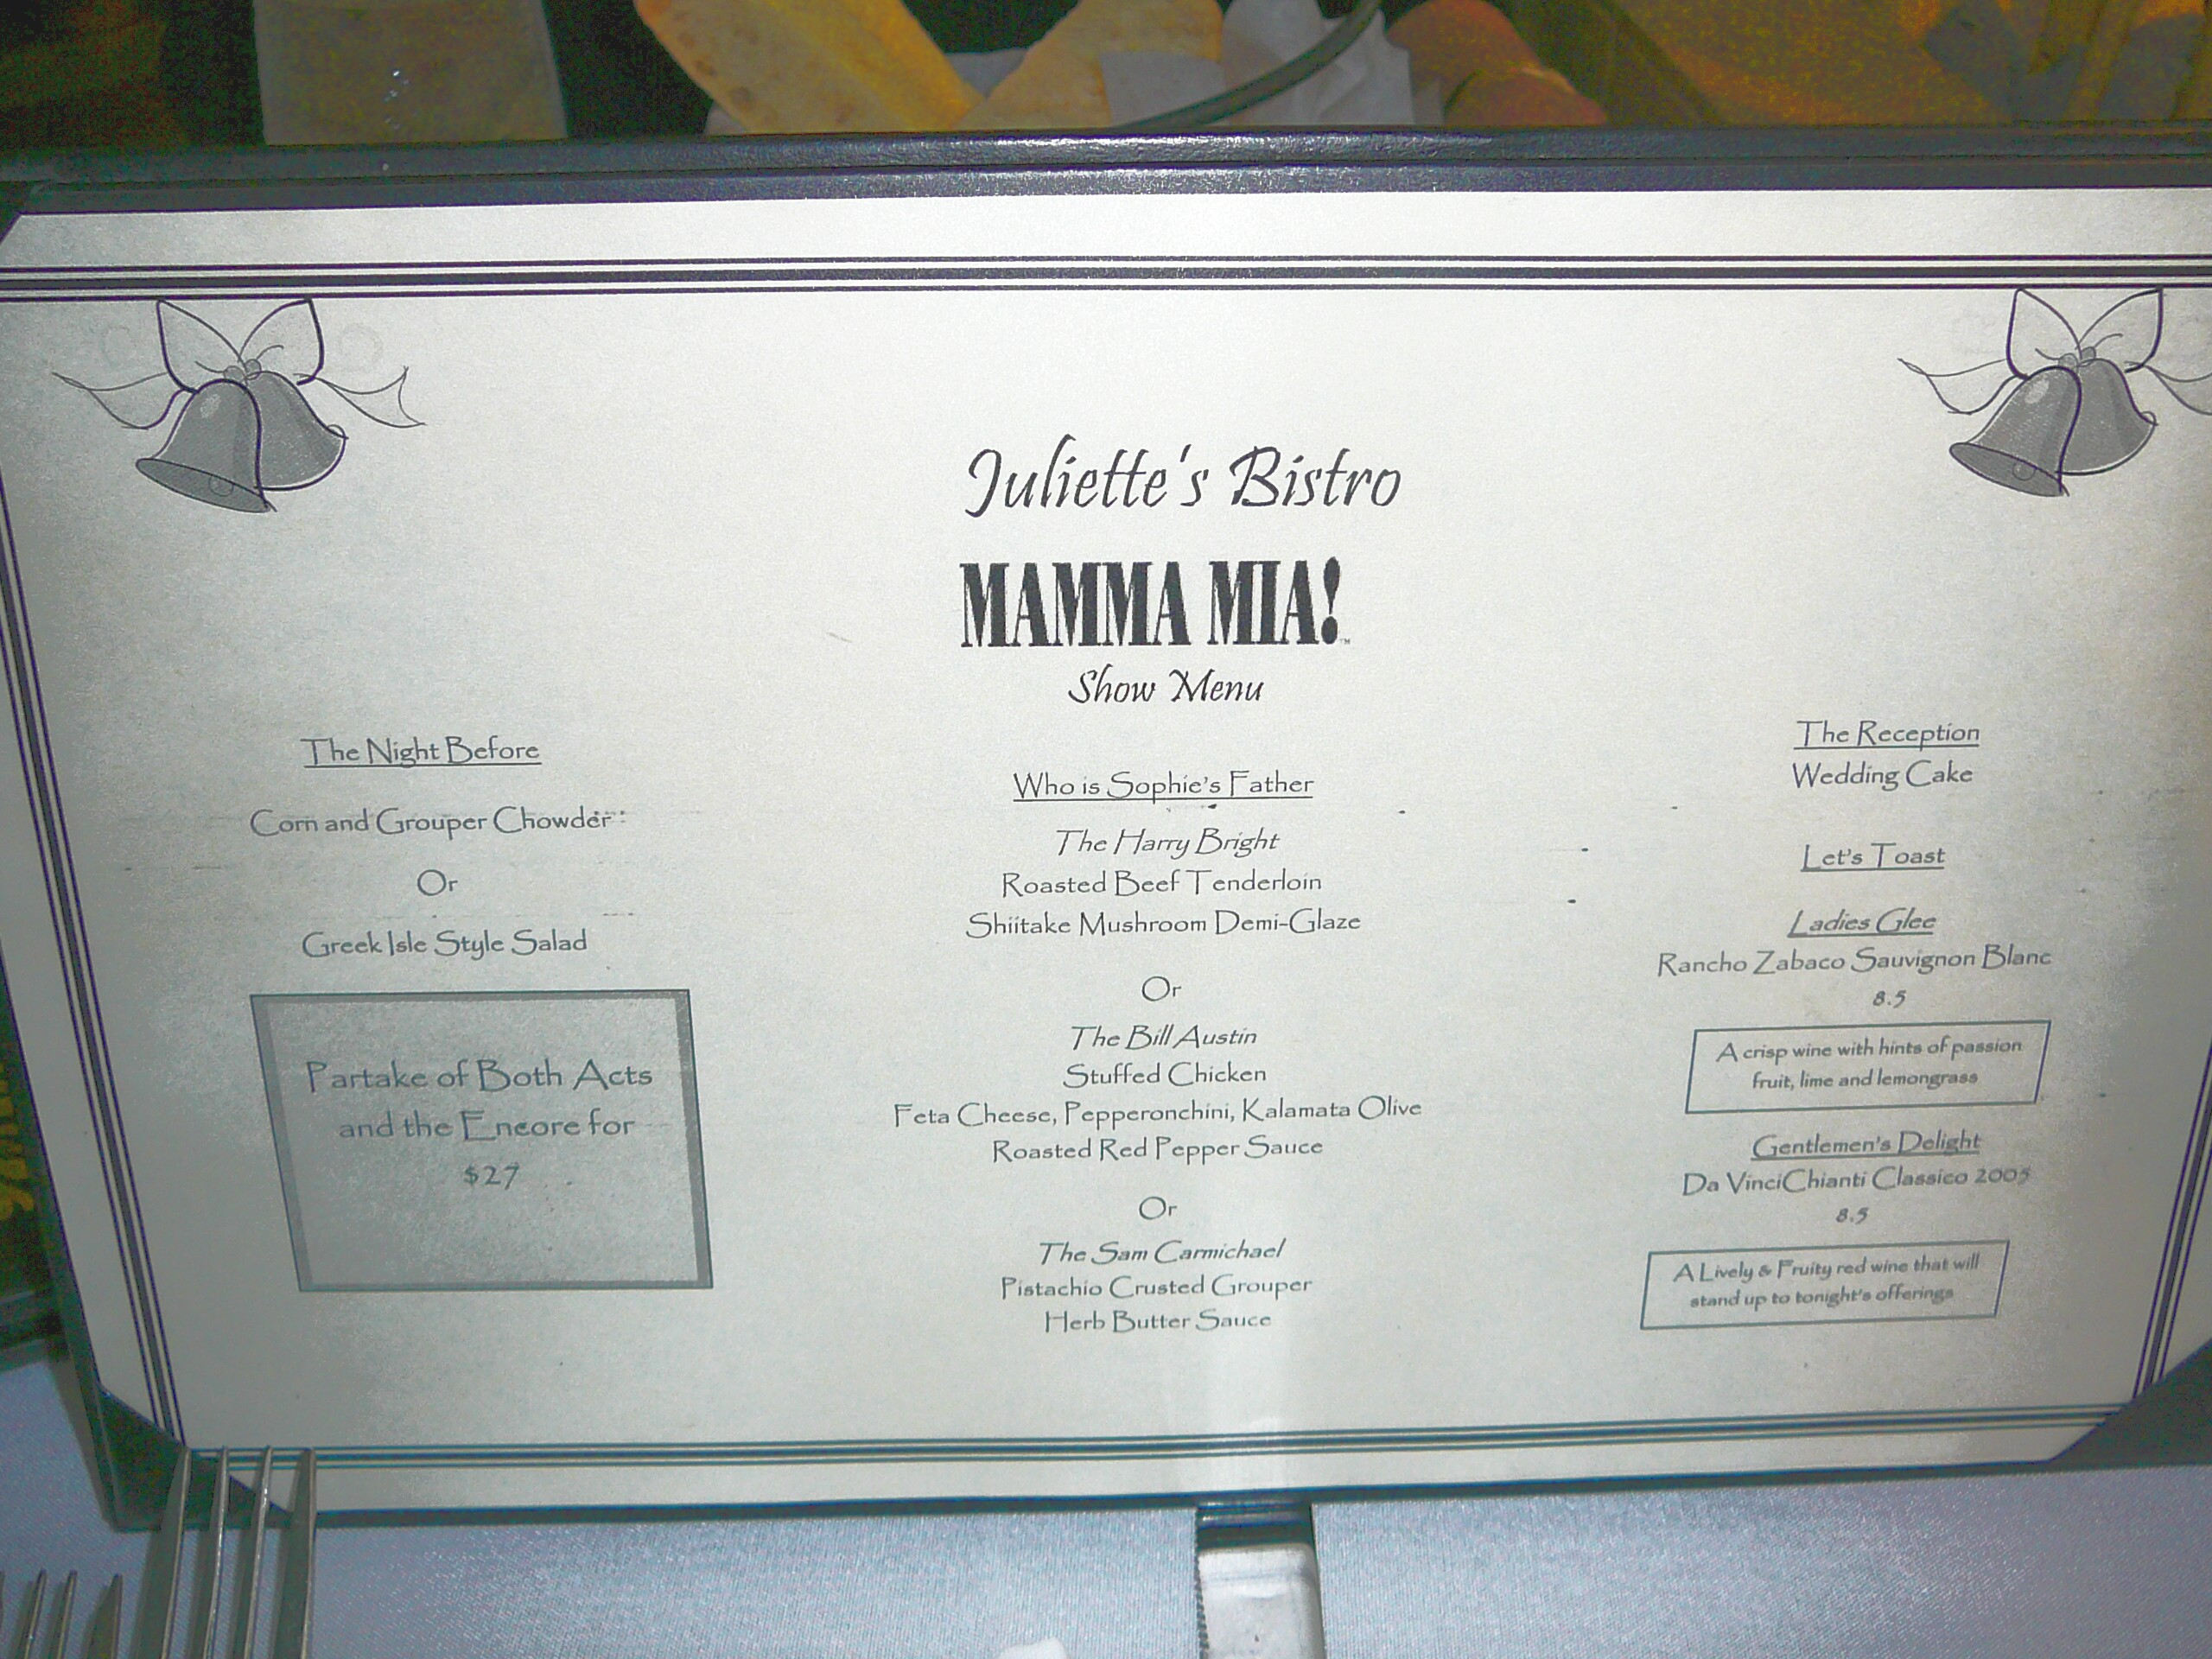 Juliette's Bistro
MAMMA MIA!™
Show Menu
The Night Before
Corn and Grouper Chowder
Or
Greek Isle Style Salad
Partake of Both Acts
and the Encore for
$27
Who is Sophie's Father
The Harry Bright
Roasted Beef Tenderloin
Shiitake Mushroom Demi-Glaze
Or
The Bill Austin
Stuffed Chicken
Feta Cheese, Pepperonchini, Kalamata Olive
Roasted Red Pepper Sauce
Or
The Sam Carmichael
Pistachio Crusted Grouper
Herb Butter Sauce
The Reception
Wedding Cake
Let's Toast
Ladies Glee
Rancho Zabaco Sauvignon Blanc
8.5
A crisp wine with hints of passion
fruit, lime and lemongrass
Gentlemen's Delight
Da VinciChianti Classico 2005
8.5
A Lively & Fruity red wine that will
stand up to tonight's offerings